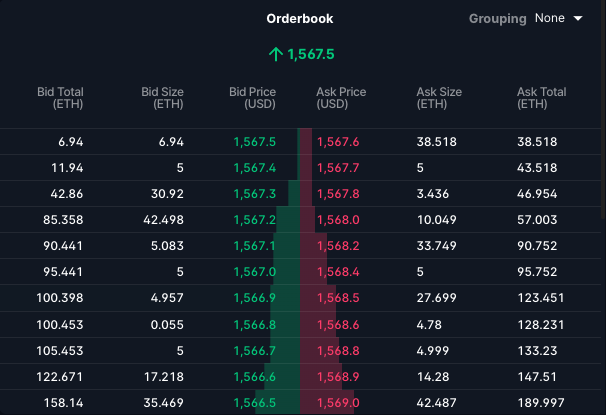 Orderbook
Grouping None
1,567.5
Bid Total (ETH) Bid Size (ETH) Bid Price (USD) Ask Price (USD) Ask Size (ETH) Ask Total (ETH)
6.94 6.94 1,567.5 1,567.6 38.518 38.518
11.94 5 1,567.4 1,567.7 5 43.518
42.86 30.92 1,567.3 1,567.8 3.436 46.954
85.358 42.498 1,567.2 1,568.0 10.049 57.003
90.441 5.083 1,567.1 1,568.2 33.749 90.752
95.441 5 1,567.0 1,568.4 5 95.752
100.398 4.957 1,566.9 1,568.5 27.699 123.451
100.453 0.055 1,566.8 1,568.6 4.78 128.231
105.453 5 1,566.7 1,568.8 4.999 133.23
122.671 17.218 1,566.6 1,568.9 14.28 147.51
158.14 35.469 1,566.5 1,569.0 42.487 189.997